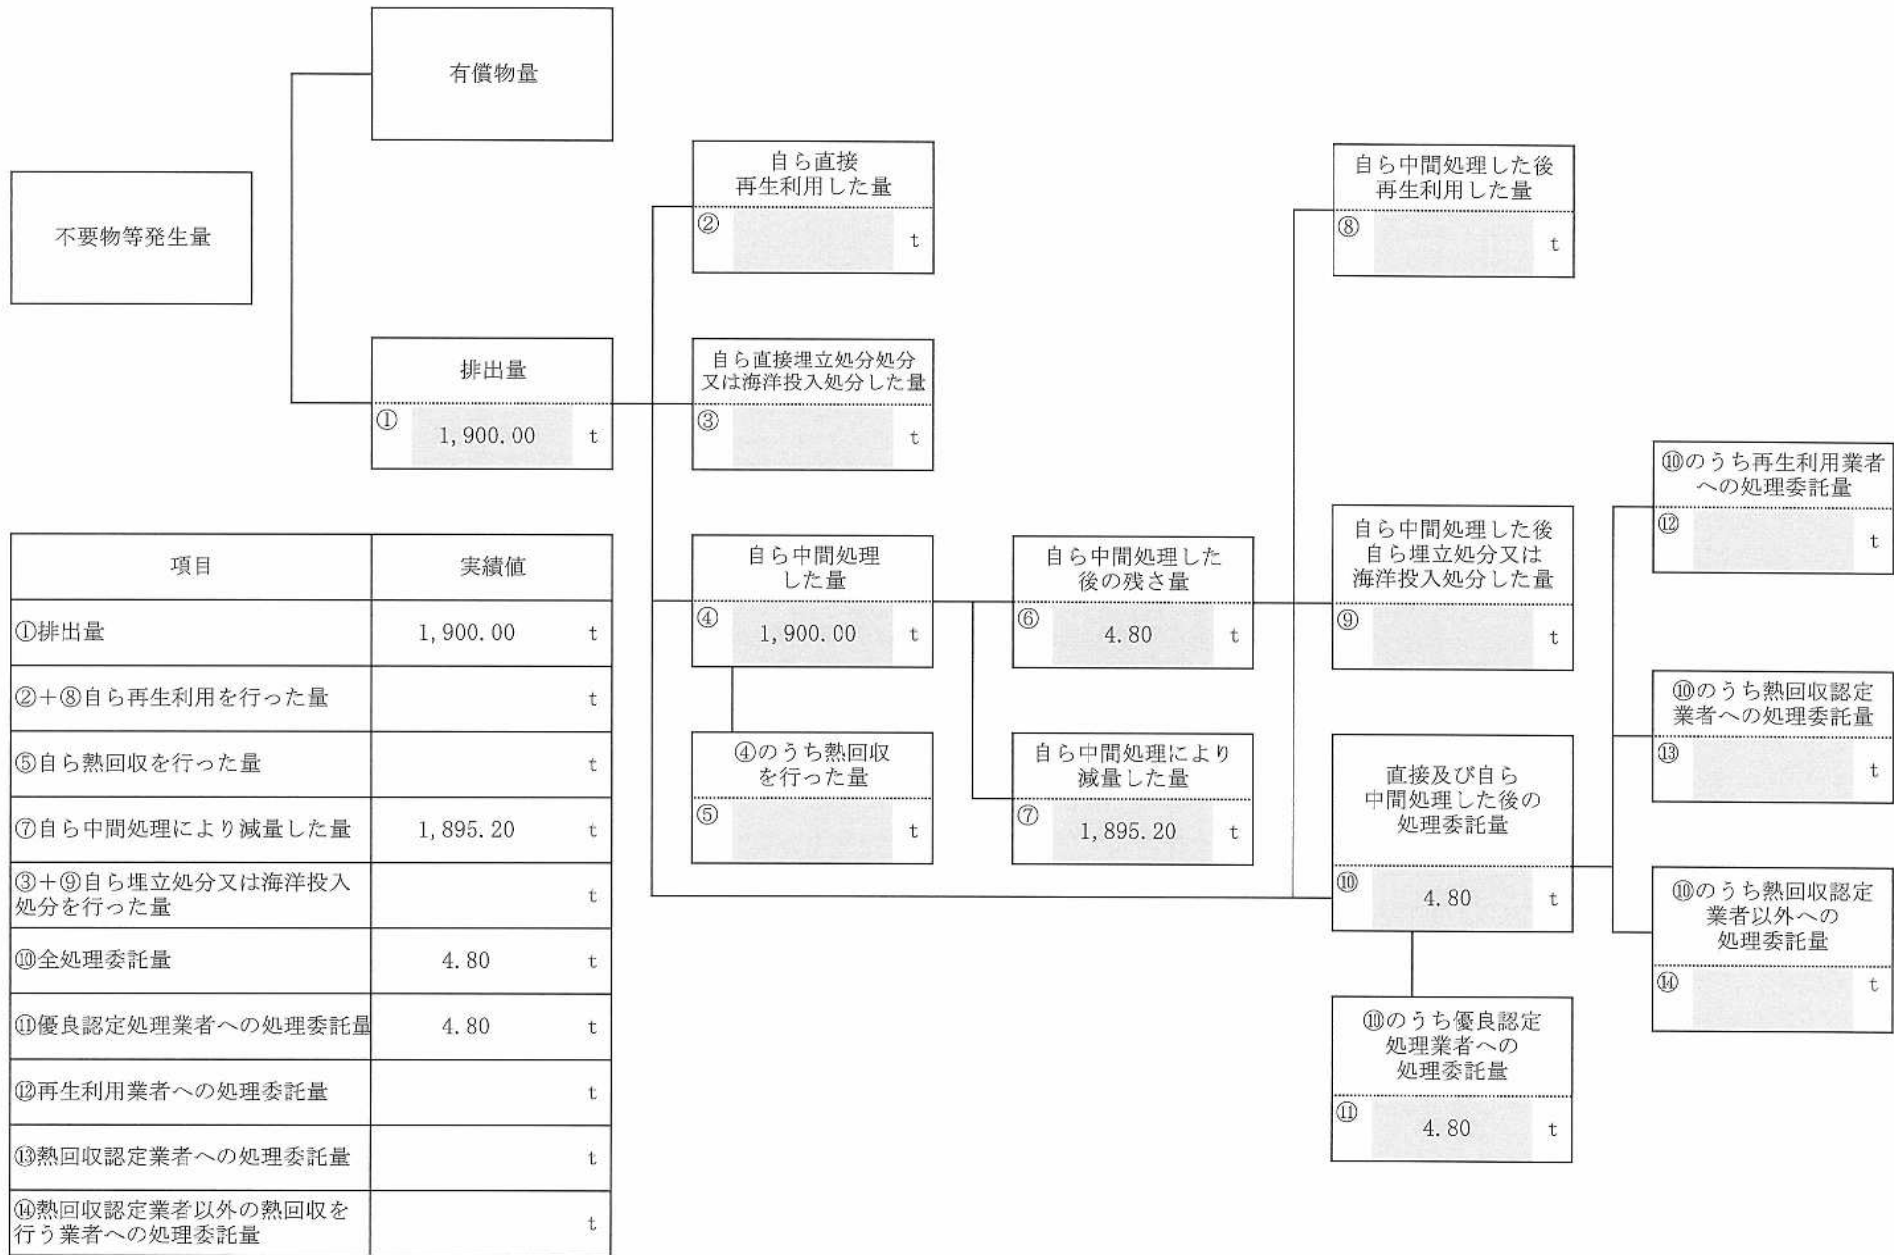 有償物量
不要物等発生量
排出量
① 1,900.00 t
自ら直接
再生利用した量
② t
自ら直接埋立処分処分
又は海洋投入処分した量
③ t
自ら中間処理
した量
④ 1,900.00 t
④のうち熱回収
を行った量
⑤ t
自ら中間処理した
後の残さ量
⑥ 4.80 t
自ら中間処理により
減量した量
⑦ 1,895.20 t
自ら中間処理した後
再生利用した量
⑧ t
自ら中間処理した後
自ら埋立処分又は
海洋投入処分した量
⑨ t
直接及び自ら
中間処理した後の
処理委託量
⑩ 4.80 t
⑩のうち優良認定
処理業者への
処理委託量
⑪ 4.80 t
⑩のうち再生利用業者
への処理委託量
⑫ t
⑩のうち熱回収認定
業者への処理委託量
⑬ t
⑩のうち熱回収認定
業者以外への
処理委託量
⑭ t
項目 実績値
①排出量 1,900.00 t
②＋⑧自ら再生利用を行った量 t
⑤自ら熱回収を行った量 t
⑦自ら中間処理により減量した量 1,895.20 t
③＋⑨自ら埋立処分又は海洋投入
処分を行った量 t
⑩全処理委託量 4.80 t
⑪優良認定処理業者への処理委託量 4.80 t
⑫再生利用業者への処理委託量 t
⑬熱回収認定業者への処理委託量 t
⑭熱回収認定業者以外の熱回収を
行う業者への処理委託量 t